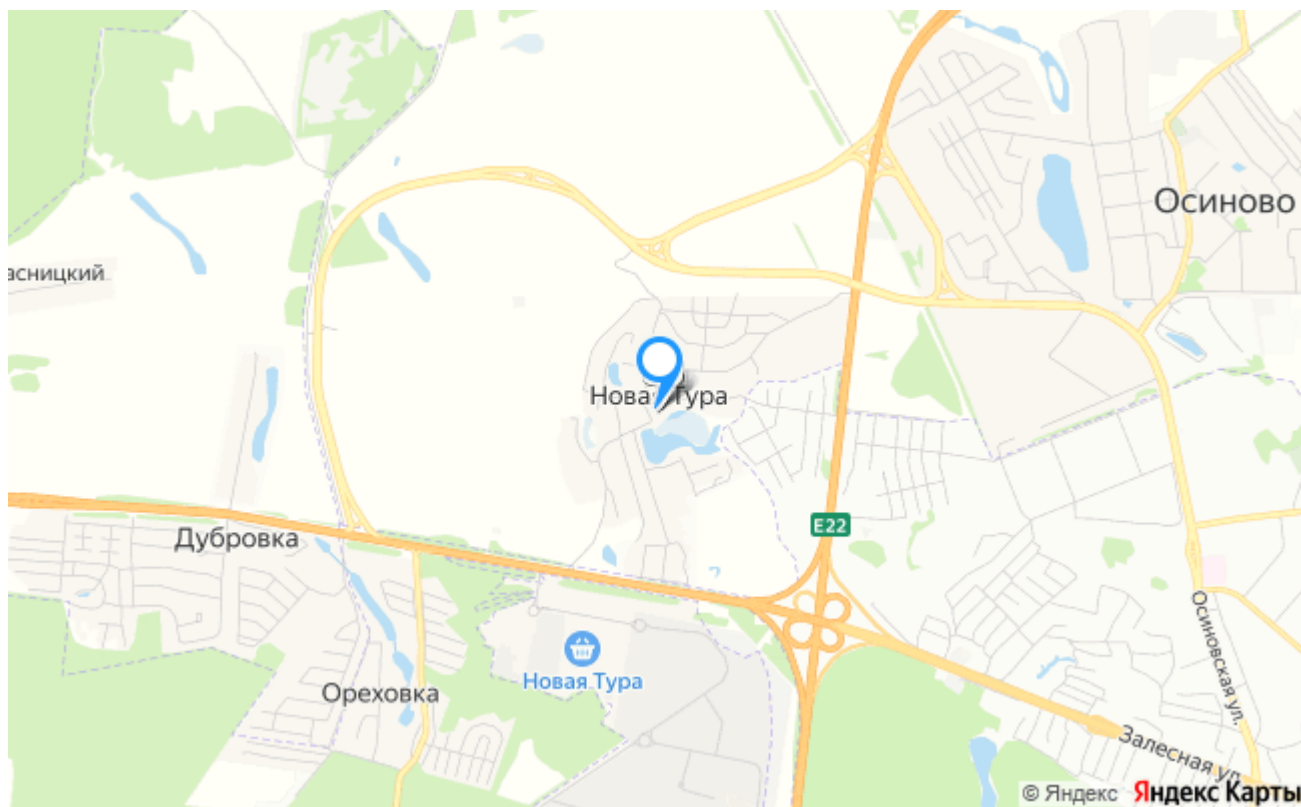 Осиново
асницкий
Новая Тура
E22
Дубровка
Новая Тура
Ореховка
Осиновская ул.
Залесная ул.
© Яндекс Яндекс Карты